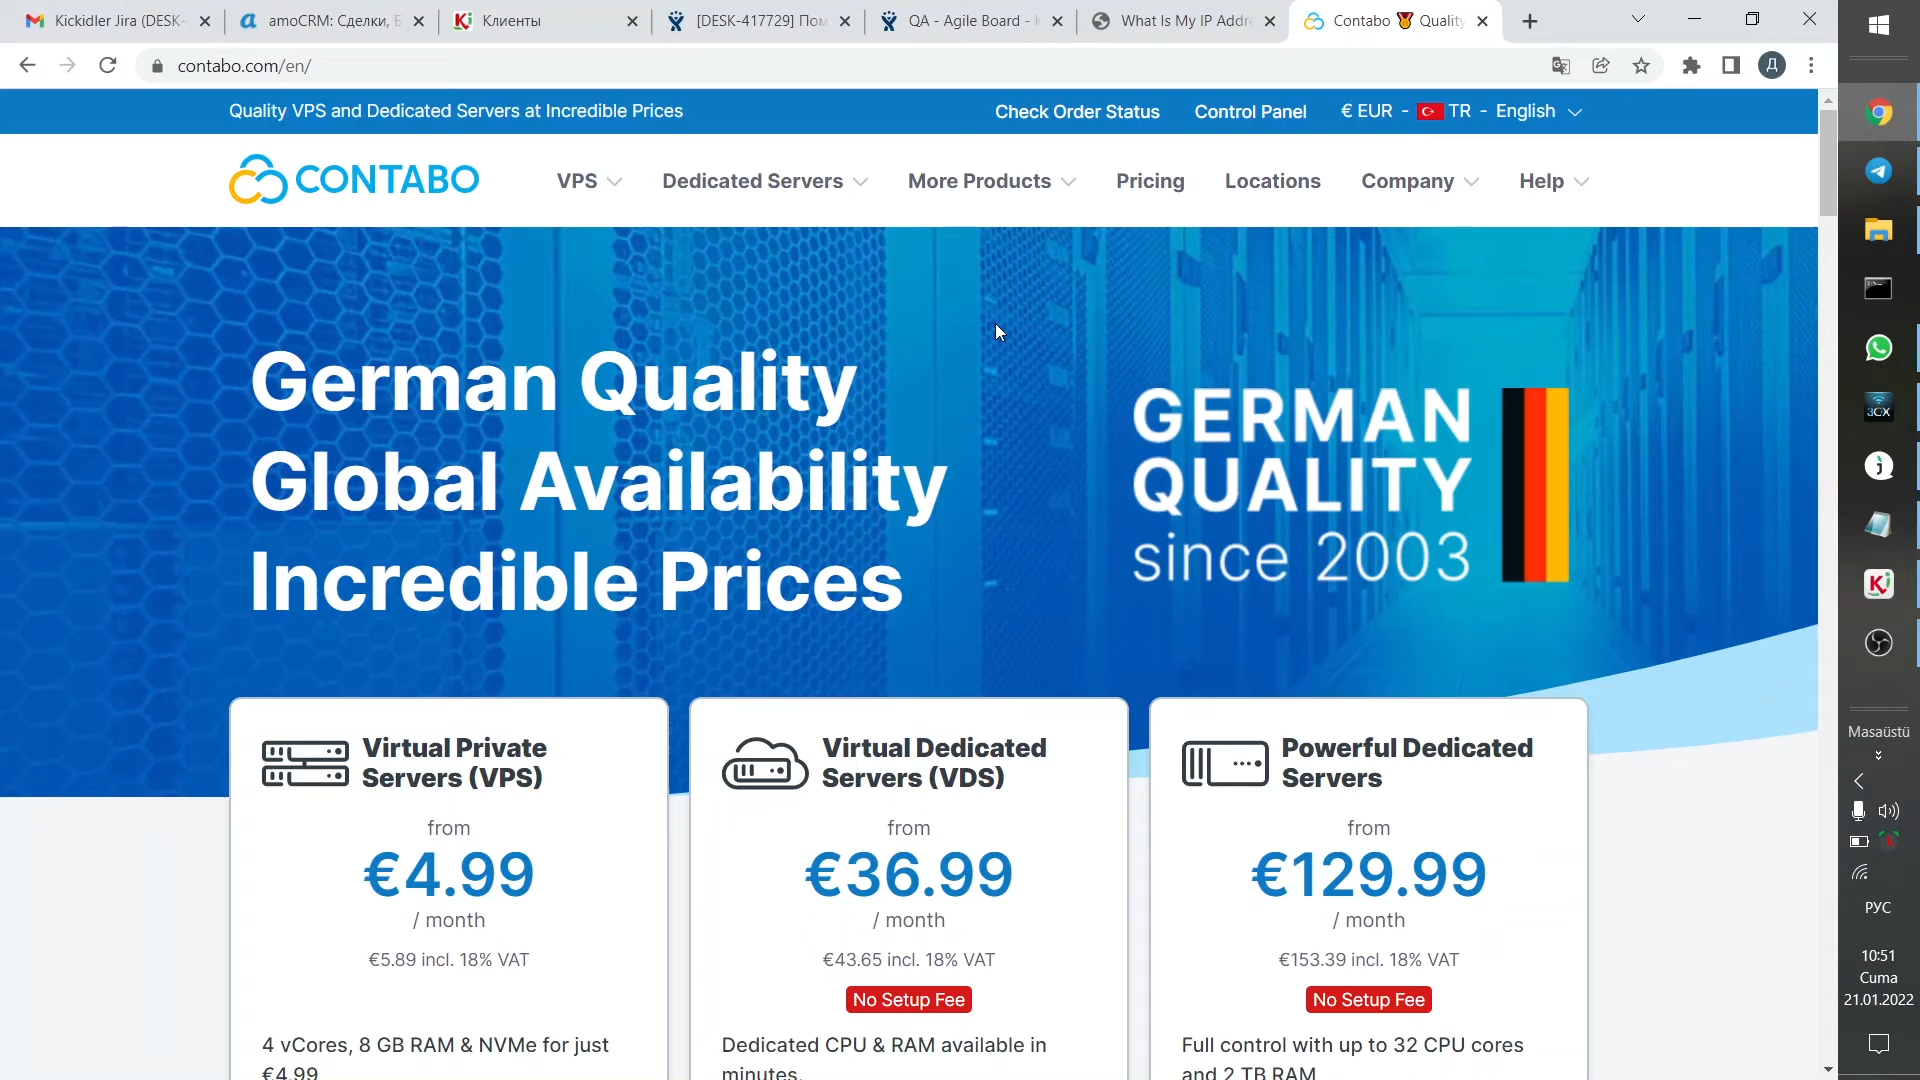 Kickidler Jira (DESK-
amoCRM: Сделки, Б
Клиенты
[DESK-417729] Пом
QA - Agile Board - K
What Is My IP Addre
Contabo 🏅 Quality
contabo.com/en/
Д
Quality VPS and Dedicated Servers at Incredible Prices
Check Order Status
Control Panel
€ EUR - TR - English
CONTABO
VPS
Dedicated Servers
More Products
Pricing
Locations
Company
Help
German Quality
Global Availability
Incredible Prices
GERMAN
QUALITY
since 2003
Virtual Private
Servers (VPS)
from
€4.99
/ month
€5.89 incl. 18% VAT
4 vCores, 8 GB RAM & NVMe for just
€4.99
Virtual Dedicated
Servers (VDS)
from
€36.99
/ month
€43.65 incl. 18% VAT
No Setup Fee
Dedicated CPU & RAM available in
minutes.
Powerful Dedicated
Servers
from
€129.99
/ month
€153.39 incl. 18% VAT
No Setup Fee
Full control with up to 32 CPU cores
and 2 TB RAM
3CX
Ki
Masaüstü
РУС
10:51
Cuma
21.01.2022